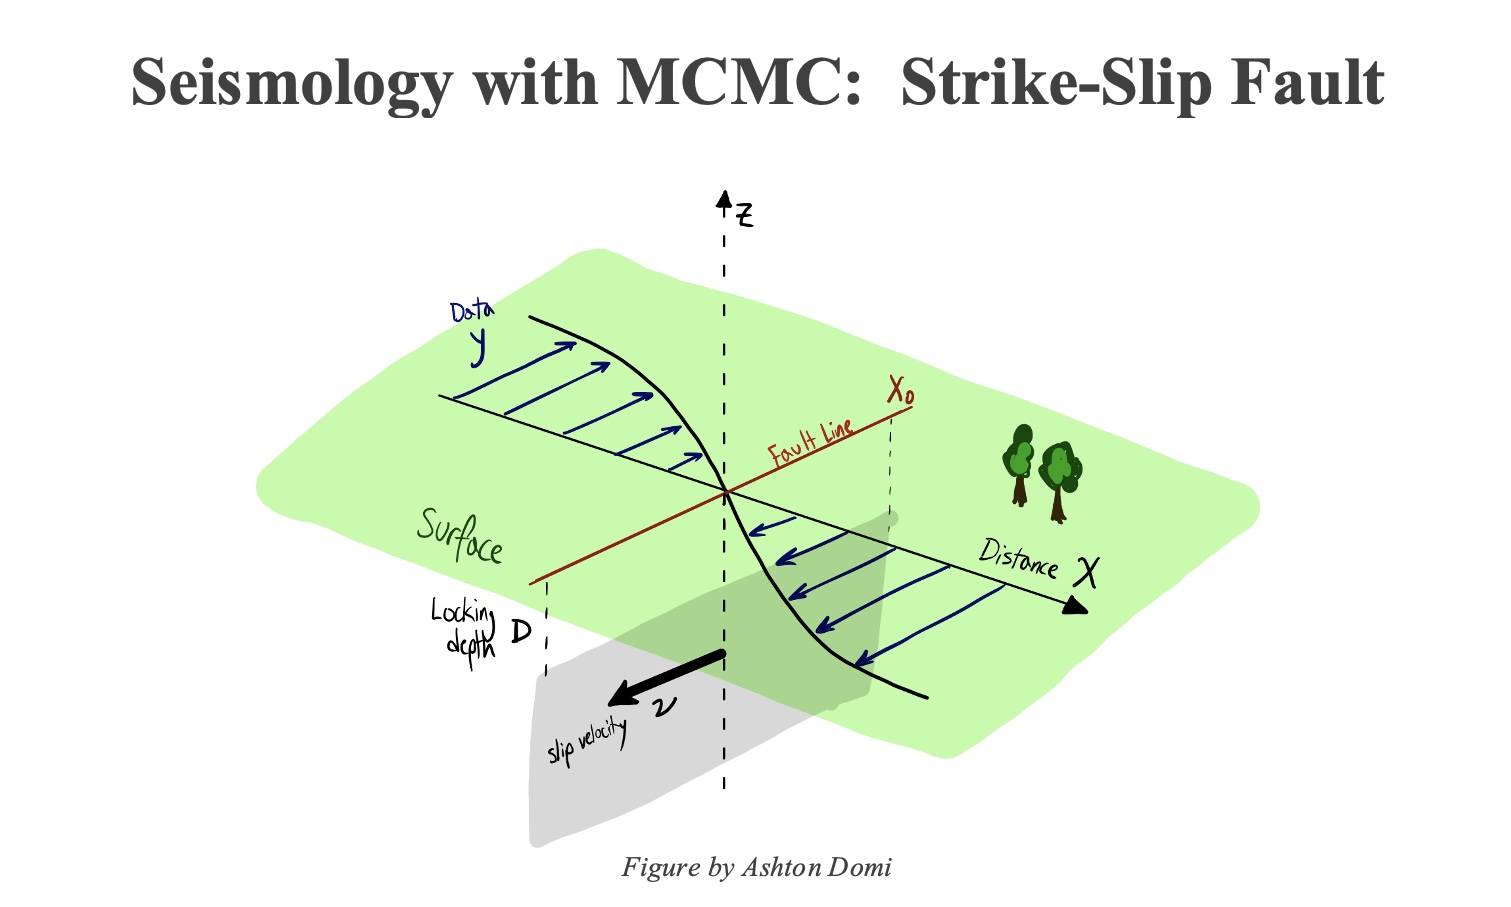 Seismology with MCMC: Strike-Slip Fault
Z
Data
y
X₀
Fault Line
Surface
Distance X
Locking
depth D
v
slip velocity
Figure by Ashton Domi